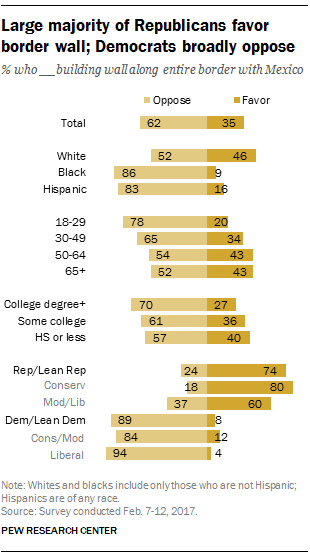 Large majority of Republicans favor
border wall; Democrats broadly oppose
% who __ building wall along entire border with Mexico
Oppose Favor
Total 62 35
White 52 46
Black 86 9
Hispanic 83 16
18-29 78 20
30-49 65 34
50-64 54 43
65+ 52 43
College degree+ 70 27
Some college 61 36
HS or less 57 40
Rep/Lean Rep 24 74
Conserv 18 80
Mod/Lib 37 60
Dem/Lean Dem 89 8
Cons/Mod 84 12
Liberal 94 4
Note: Whites and blacks include only those who are not Hispanic;
Hispanics are of any race.
Source: Survey conducted Feb. 7-12, 2017.
PEW RESEARCH CENTER